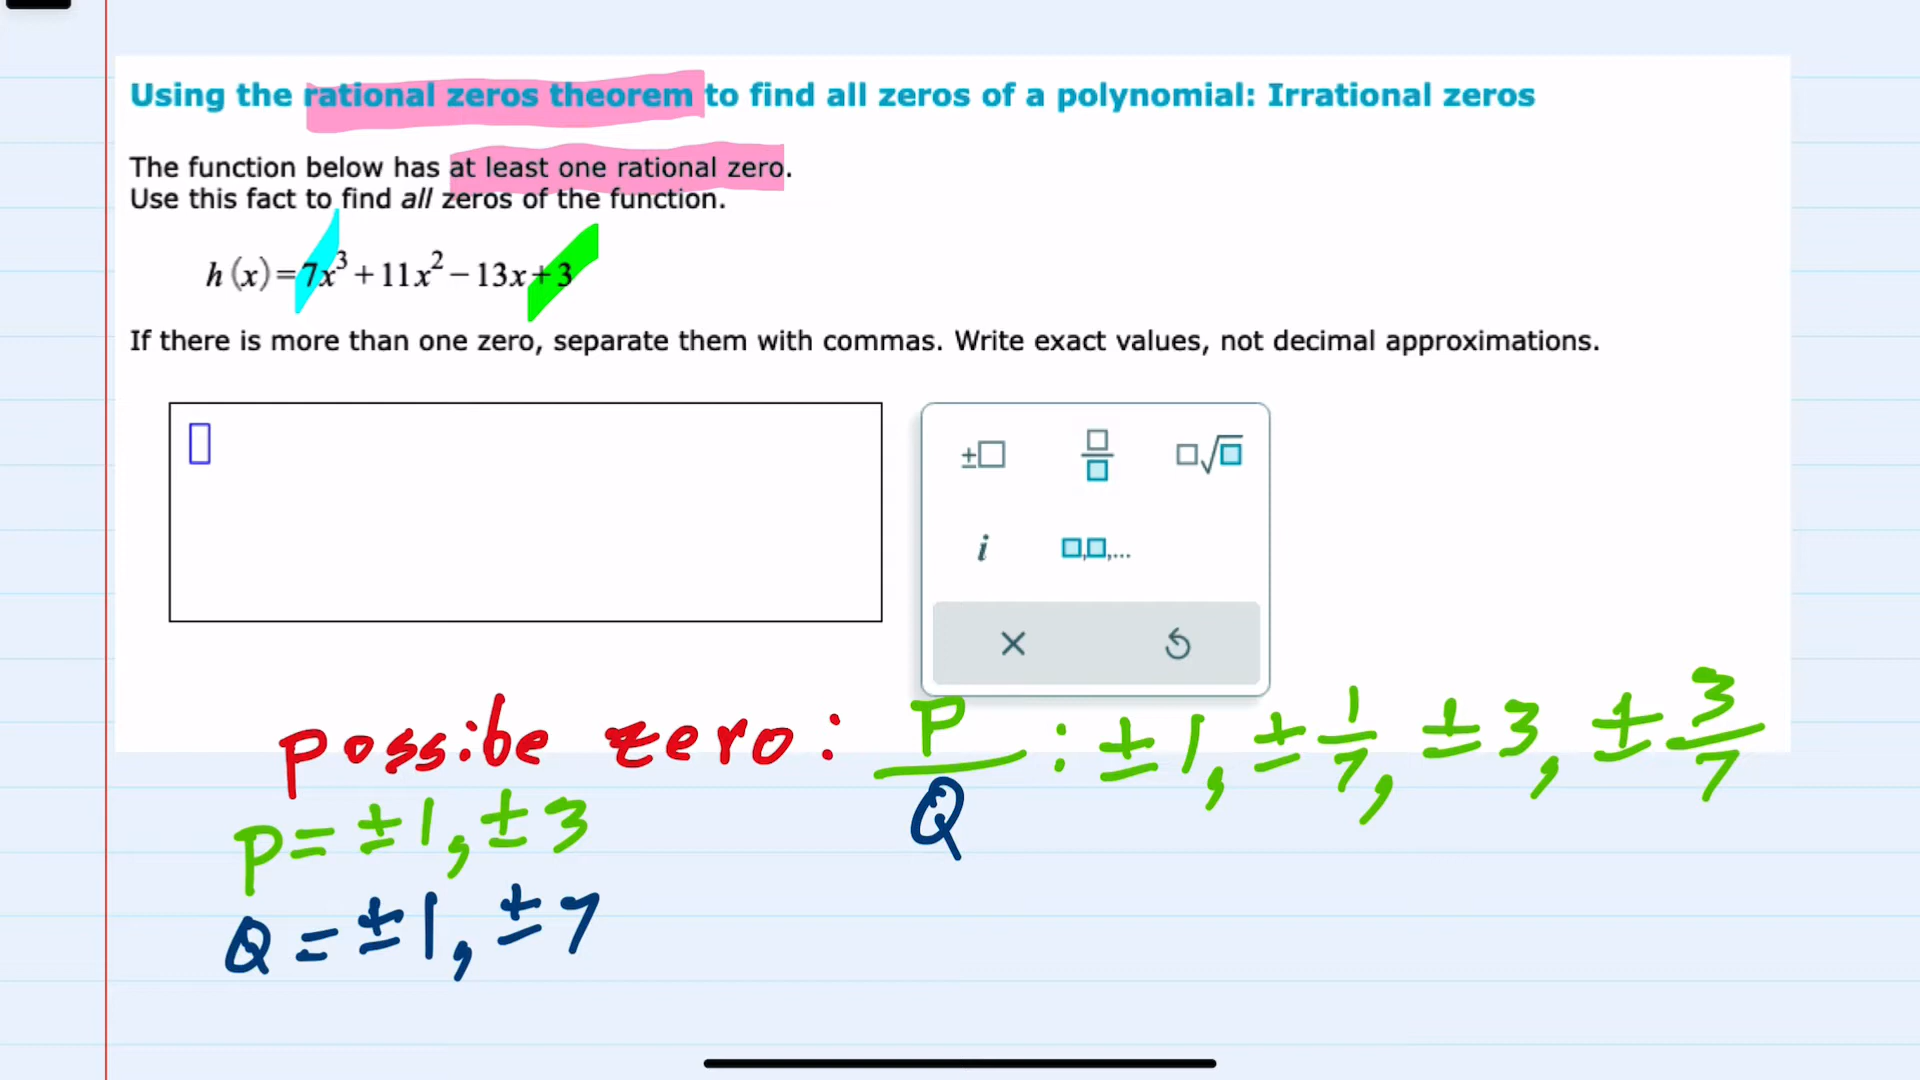 Using the rational zeros theorem to find all zeros of a polynomial: Irrational zeros
The function below has at least one rational zero.
Use this fact to find all zeros of the function.
h (x)=7x³+11x²−13x+3
If there is more than one zero, separate them with commas. Write exact values, not decimal approximations.
±□ □/□ □√□
i □,□,...
possibe zero: P/Q : ±1, ±1/7, ±3, ±3/7
P=±1,±3
Q=±1,±7